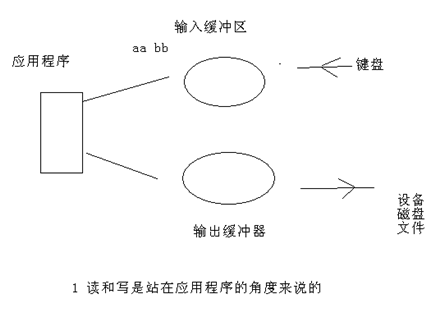 输入缓冲区
aa bb
应用程序
键盘
设备
磁盘
文件
输出缓冲器
1 读和写是站在应用程序的角度来说的